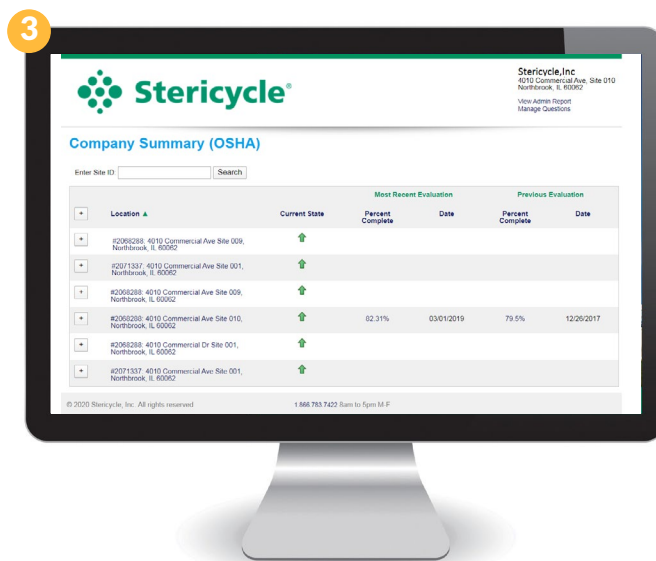 3
Stericycle®
Stericycle,Inc
4010 Commercial Ave, Site 010
Northbrook, IL 60062
View Admin Report
Manage Questions
Company Summary (OSHA)
Enter Site ID: Search
Most Recent Evaluation Previous Evaluation
+ Location ▲ Current State Percent Complete Date Percent Complete Date
+ #2068288: 4010 Commercial Ave Site 009,
Northbrook, IL 60062
+ #2071337: 4010 Commercial Ave Site 001,
Northbrook, IL 60062
+ #2068288: 4010 Commercial Ave Site 009,
Northbrook, IL 60062
+ #2068288: 4010 Commercial Ave Site 010, 82.31% 03/01/2019 79.5% 12/26/2017
Northbrook, IL 60062
+ #2068288: 4010 Commercial Dr Site 001,
Northbrook, IL 60062
+ #2071337: 4010 Commercial Ave Site 001,
Northbrook, IL 60062
© 2020 Stericycle, Inc. All rights reserved 1.866.783.7422 8am to 5pm M-F